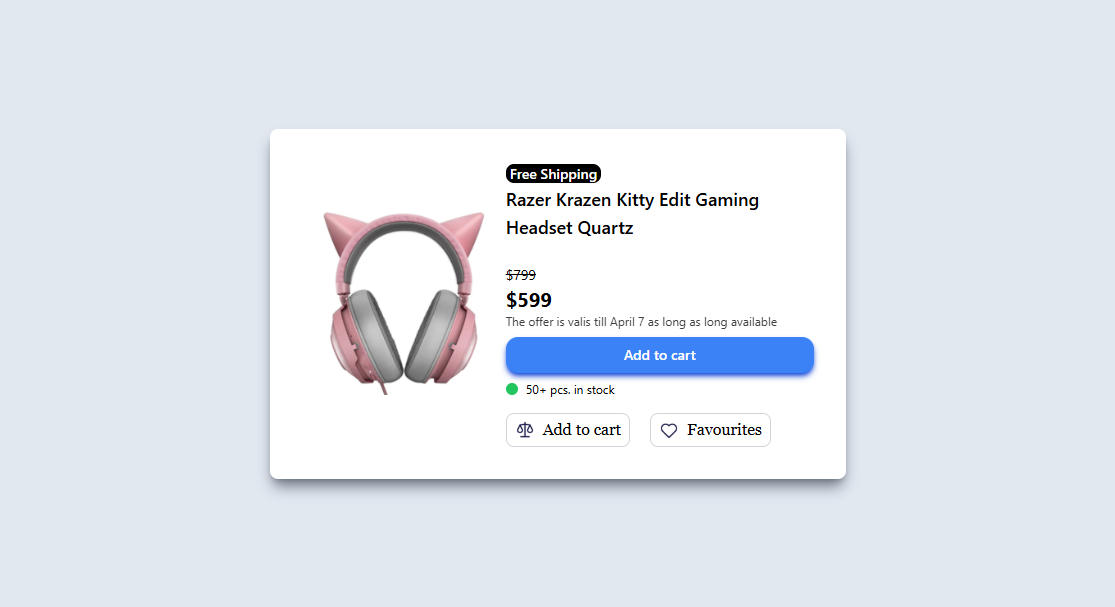 Free Shipping
Razer Krazen Kitty Edit Gaming
Headset Quartz
$799
$599
The offer is valis till April 7 as long as long available
Add to cart
50+ pcs. in stock
Add to cart
Favourites